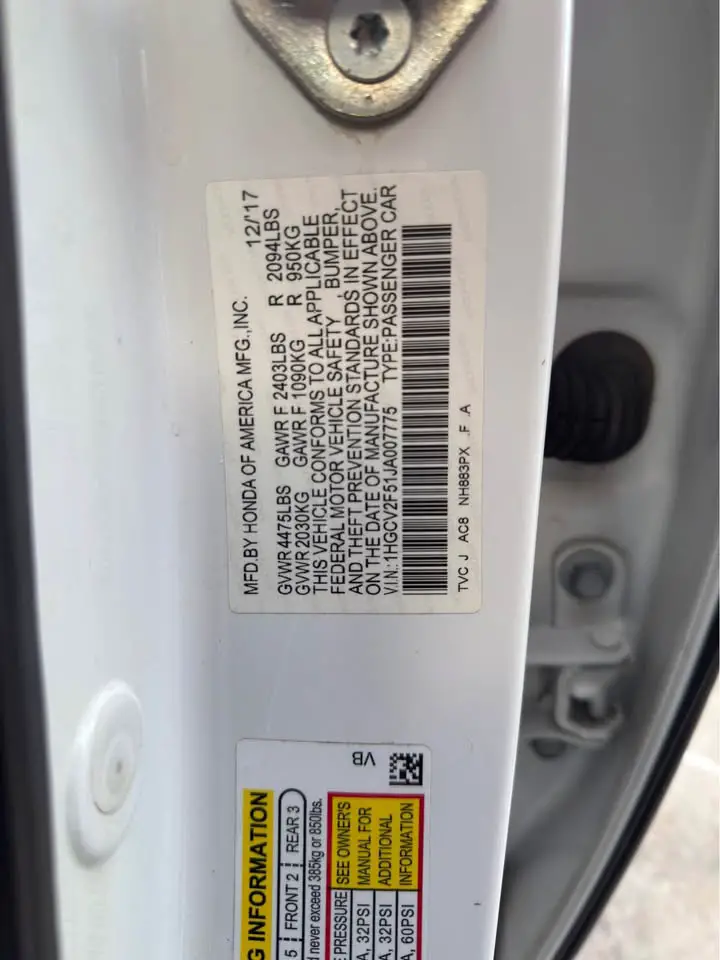 MFD.BY HONDA OF AMERICA MFG.,INC. 12/'17
GVWR 4475LBS GAWR F 2403LBS R 2094LBS
GVWR 2030KG GAWR F 1090KG R 950KG
THIS VEHICLE CONFORMS TO ALL APPLICABLE
FEDERAL MOTOR VEHICLE SAFETY , BUMPER,
AND THEFT PREVENTION STANDARDS IN EFFECT
ON THE DATE OF MANUFACTURE SHOWN ABOVE.
V.I.N.:1HGCV2F51JA007775 TYPE:PASSENGER CAR
TVC J AC8 NH883PX .F .A
VB
G INFORMATION
5 FRONT 2 REAR 3
never exceed 385kg or 850lbs.
PRESSURE SEE OWNER'S
A, 32PSI MANUAL FOR
A, 32PSI ADDITIONAL
A, 60PSI INFORMATION